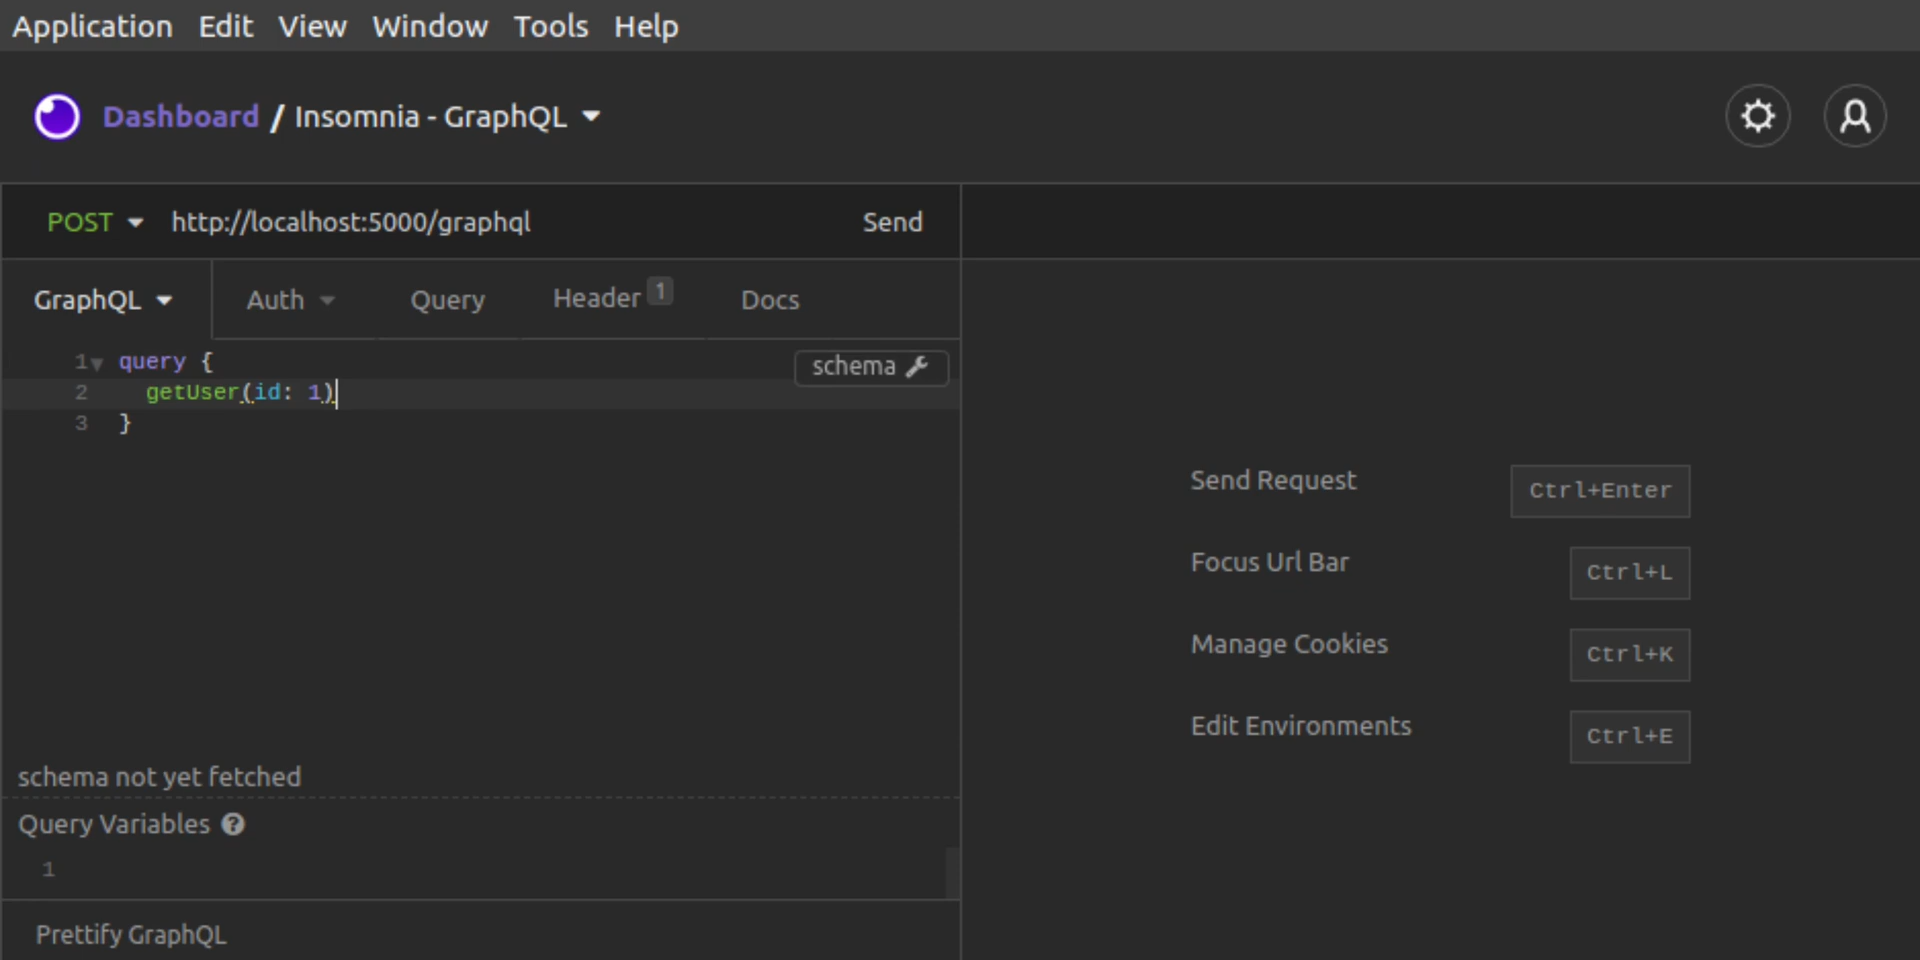 Application Edit View Window Tools Help
Dashboard / Insomnia - GraphQL
POST http://localhost:5000/graphql Send
GraphQL Auth Query Header 1 Docs
1 query {
schema
2 getUser(id: 1)
3 }
Send Request Ctrl+Enter
Focus Url Bar Ctrl+L
Manage Cookies Ctrl+K
Edit Environments Ctrl+E
schema not yet fetched
Query Variables ?
1
Prettify GraphQL